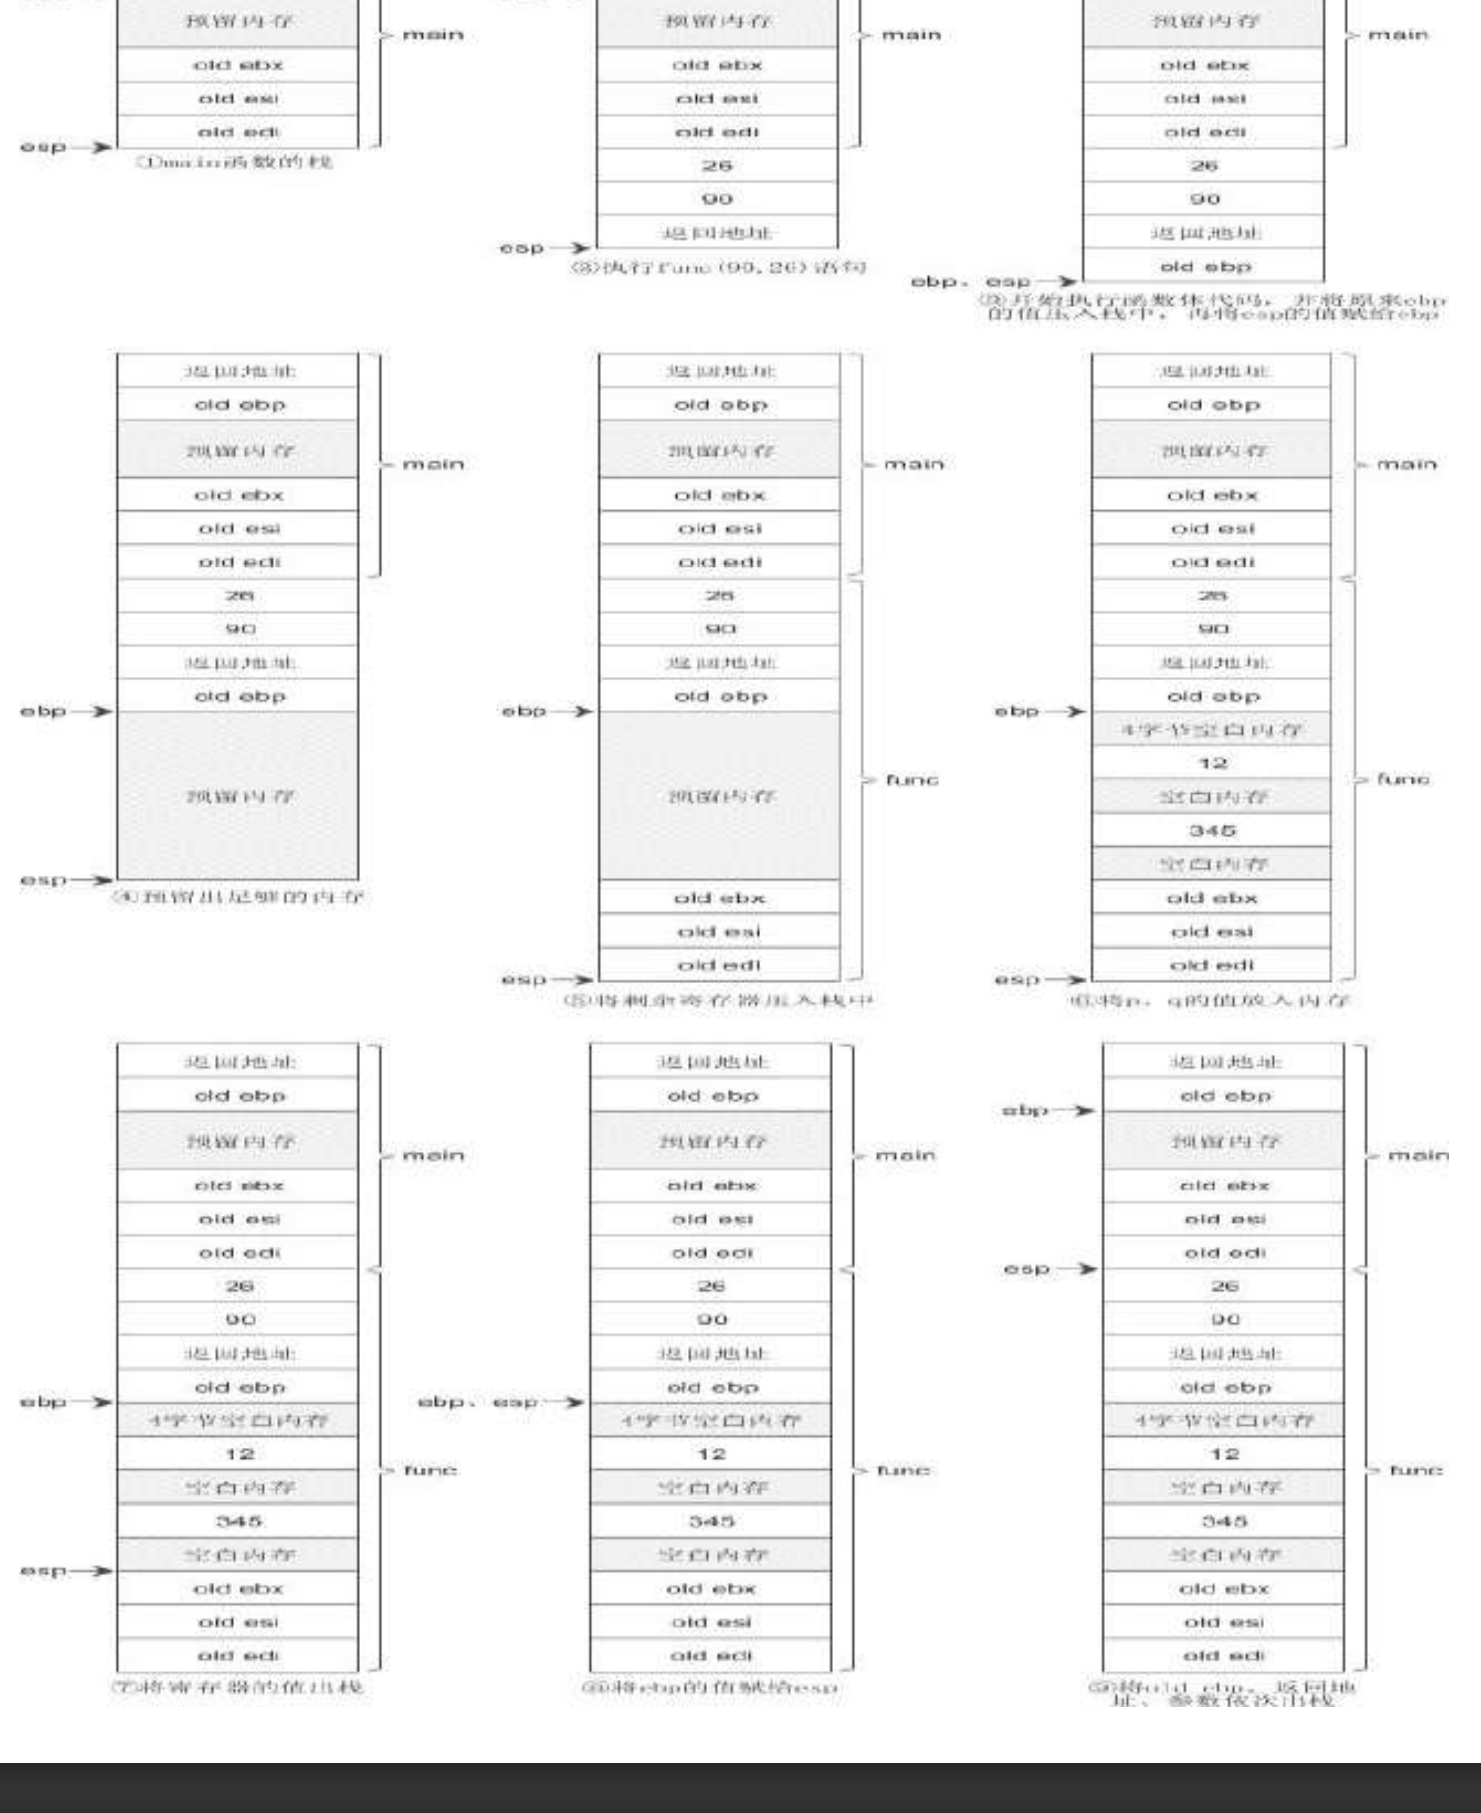 预留内存
main
old ebx
old esi
old edi
esp
①main函数的栈
预留内存
main
old ebx
old esi
old edi
26
90
返回地址
esp
执行func(90, 26)语句
预留内存
main
old ebx
old esi
old edi
26
90
返回地址
old ebp
ebp、esp
③开始执行函数体代码，并将原来ebp
的值压入栈中，再将esp的值赋给ebp
返回地址
old ebp
预留内存
main
old ebx
old esi
old edi
26
90
返回地址
old ebp
ebp
预留内存
esp
④预留出足够的内存
返回地址
old ebp
预留内存
main
old ebx
old esi
old edi
26
90
返回地址
old ebp
ebp
预留内存
func
old ebx
old esi
old edi
esp
⑤将剩余寄存器压入栈中
返回地址
old ebp
预留内存
main
old ebx
old esi
old edi
26
90
返回地址
old ebp
ebp
4字节空白内存
12
空白内存
func
345
空白内存
old ebx
old esi
old edi
esp
⑥将p、q的值放入内存
返回地址
old ebp
预留内存
main
old ebx
old esi
old edi
26
90
返回地址
old ebp
ebp
4字节空白内存
12
func
空白内存
345
空白内存
esp
old ebx
old esi
old edi
⑦将寄存器的值出栈
返回地址
old ebp
预留内存
main
old ebx
old esi
old edi
26
90
返回地址
old ebp
ebp、esp
4字节空白内存
12
func
空白内存
345
空白内存
old ebx
old esi
old edi
⑧将ebp的值赋给esp
返回地址
old ebp
ebp
预留内存
main
old ebx
old esi
old edi
esp
26
90
返回地址
old ebp
4字节空白内存
12
func
空白内存
345
空白内存
old ebx
old esi
old edi
⑨将old ebp、返回地
址、参数依次出栈